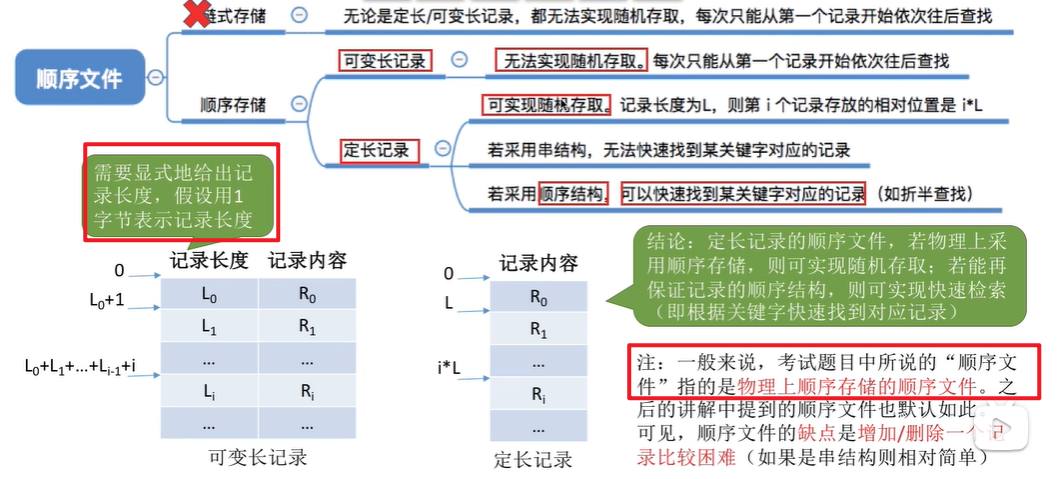 链式存储
无论是定长/可变长记录，都无法实现随机存取，每次只能从第一个记录开始依次往后查找
顺序文件
可变长记录
无法实现随机存取。每次只能从第一个记录开始依次往后查找
顺序存储
可实现随机存取。记录长度为L，则第 i 个记录存放的相对位置是 i*L
定长记录
若采用串结构，无法快速找到某关键字对应的记录
若采用顺序结构，可以快速找到某关键字对应的记录（如折半查找）
需要显式地给出记
录长度，假设用1
字节表示记录长度
记录长度 记录内容
0
L0 R0
L0+1
L1 R1
... ...
L0+L1+...+Li-1+i
Li Ri
... ...
可变长记录
记录内容
0
R0
L
R1
...
i*L
Ri
...
定长记录
结论：定长记录的顺序文件，若物理上采
用顺序存储，则可实现随机存取；若能再
保证记录的顺序结构，则可实现快速检索
（即根据关键字快速找到对应记录）
注：一般来说，考试题目中所说的“顺序文
件”指的是物理上顺序存储的顺序文件。之
后的讲解中提到的顺序文件也默认如此。
可见，顺序文件的缺点是增加/删除一个记
录比较困难（如果是串结构则相对简单）